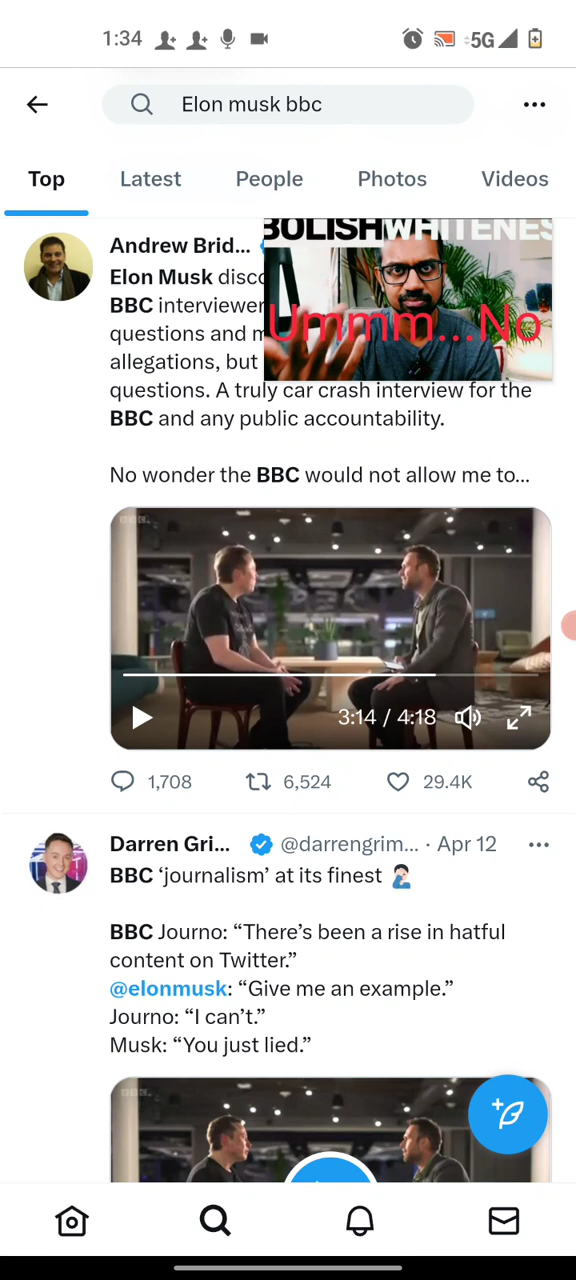 1:34
5G
Elon musk bbc
Top Latest People Photos Videos
Andrew Brid...
BOLISHWHITENES
Elon Musk disc
BBC interviewer
Ummm...No
questions and m
allegations, but
questions. A truly car crash interview for the
BBC and any public accountability.
No wonder the BBC would not allow me to...
BBC
3:14 / 4:18
1,708 6,524 29.4K
Darren Gri... @darrengrim... · Apr 12
BBC ‘journalism’ at its finest 🤦🏻‍♂️
BBC Journo: “There’s been a rise in hatful
content on Twitter.”
@elonmusk: “Give me an example.”
Journo: “I can’t.”
Musk: “You just lied.”
BBC